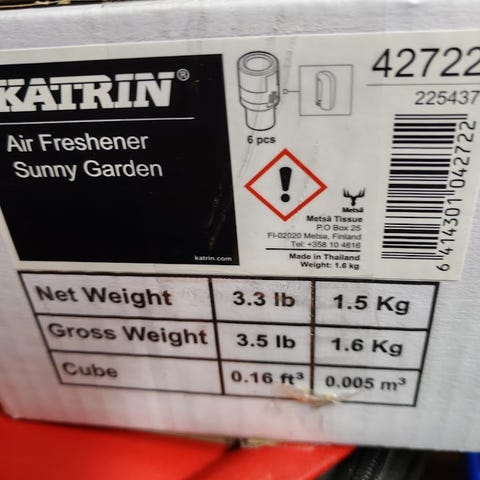 KATRIN®
Air Freshener
Sunny Garden
katrin.com
6 pcs
42722
225437
Metsä
Metsä Tissue
P.O Box 25
FI-02020 Metsa, Finland
Tel: +358 10 4616
Made in Thailand
Weight: 1.6 kg
6 414301 042722
Net Weight 3.3 lb 1.5 Kg
Gross Weight 3.5 lb 1.6 Kg
Cube 0.16 ft³ 0.005 m³